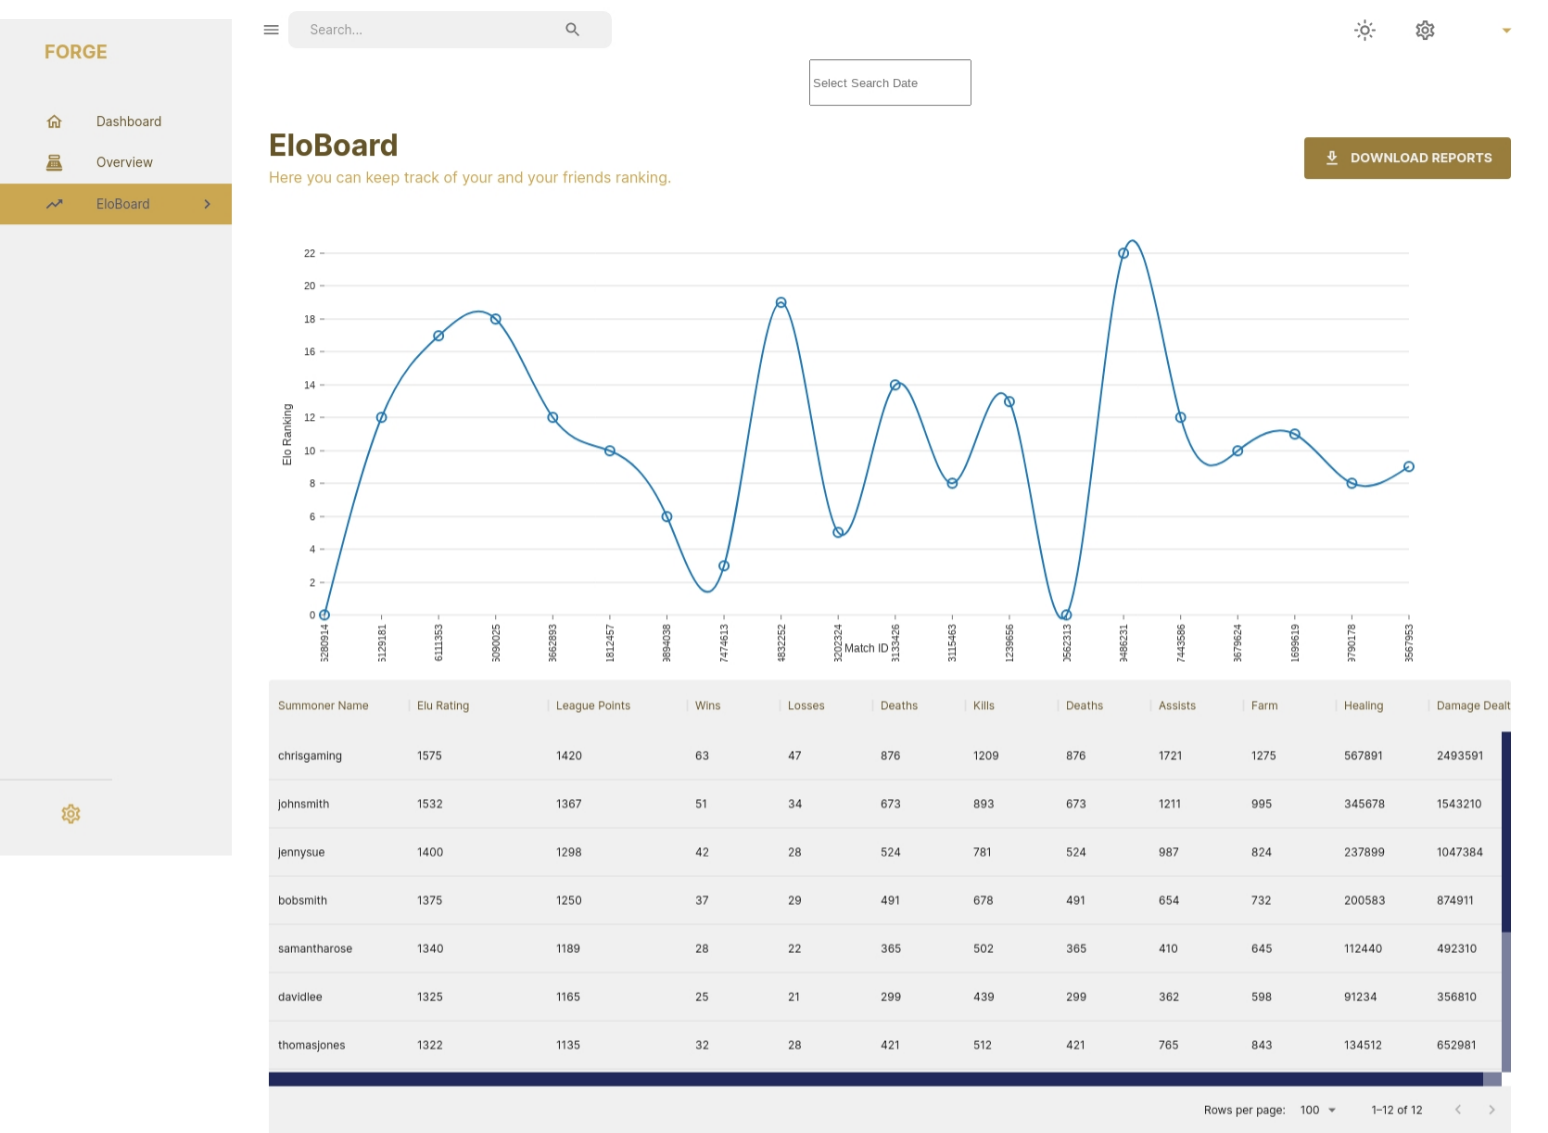 FORGE
Search...
Select Search Date
Dashboard
Overview
EloBoard
EloBoard
Here you can keep track of your and your friends ranking.
DOWNLOAD REPORTS
22
20
18
16
14
12
10
8
6
4
2
0
Elo Ranking
5280914 5129181 6111353 5090025 3662893 1812457 9894038 7474613 4832252 3202324 3133426 3115463 1239656 0562313 9486231 7443586 3679624 1699619 9790178 3567953
Match ID
Summoner Name Elu Rating League Points Wins Losses Deaths Kills Deaths Assists Farm Healing Damage Dealt
chrisgaming 1575 1420 63 47 876 1209 876 1721 1275 567891 2493591
johnsmith 1532 1367 51 34 673 893 673 1211 995 345678 1543210
jennysue 1400 1298 42 28 524 781 524 987 824 237899 1047384
bobsmith 1375 1250 37 29 491 678 491 654 732 200583 874911
samantharose 1340 1189 28 22 365 502 365 410 645 112440 492310
davidlee 1325 1165 25 21 299 439 299 362 598 91234 356810
thomasjones 1322 1135 32 28 421 512 421 765 843 134512 652981
Rows per page: 100 1–12 of 12